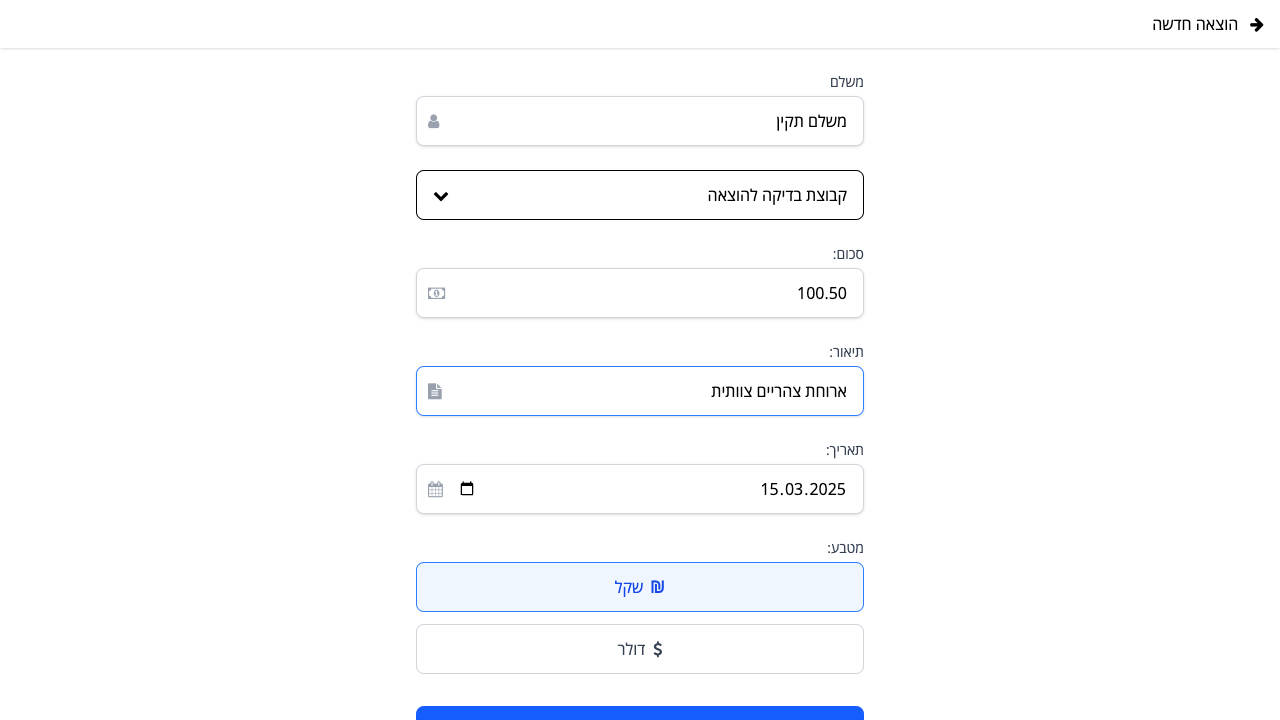 הוצאה חדשה
משלם
משלם תקין
קבוצת בדיקה להוצאה
סכום:
100.50
תיאור:
ארוחת צהריים צוותית
תאריך:
15.03.2025
מטבע:
₪ שקל
$ דולר